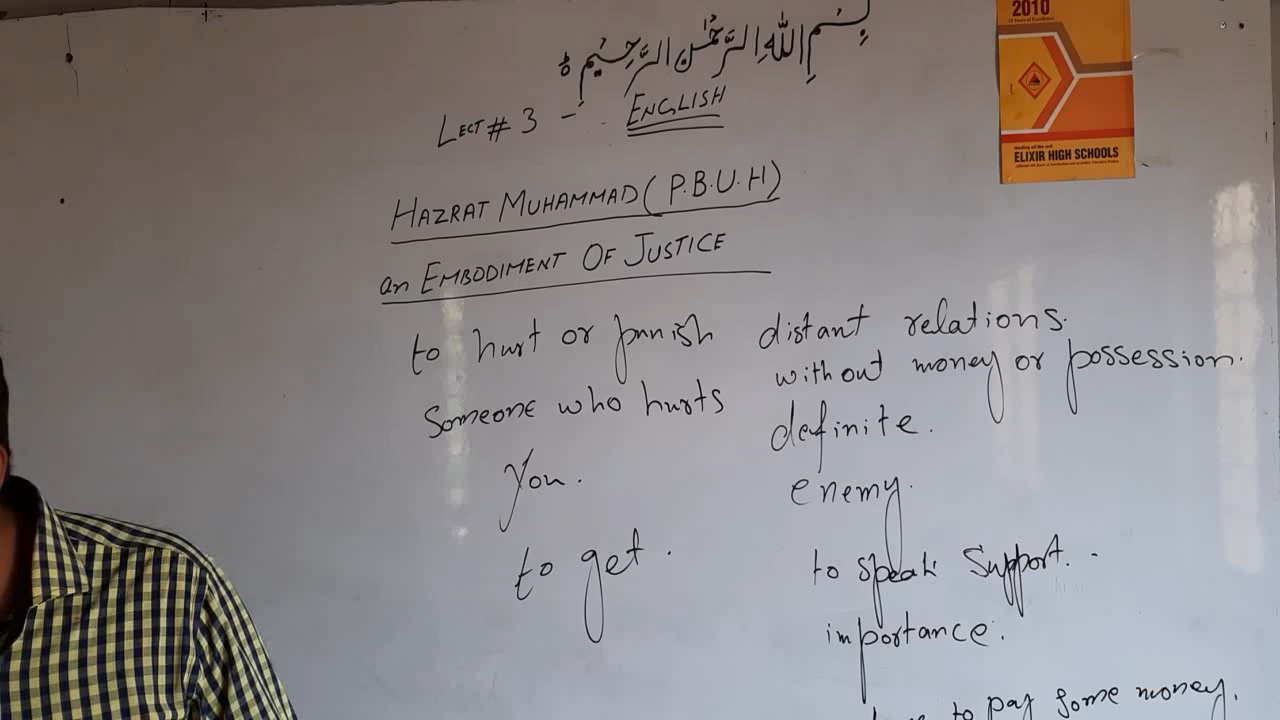 بِسْمِ اللّٰهِ الرَّحْمٰنِ الرَّحِيْمِ
LECT # 3 - ENGLISH
HAZRAT MUHAMMAD (P.B.U.H)
an EMBODIMENT OF JUSTICE
to hurt or punish
Someone who hurts
You.
to get.
distant relations.
without money or possession.
definite.
enemy.
to speak support.
importance.
to pay some money.
2010
ELIXIR HIGH SCHOOLS